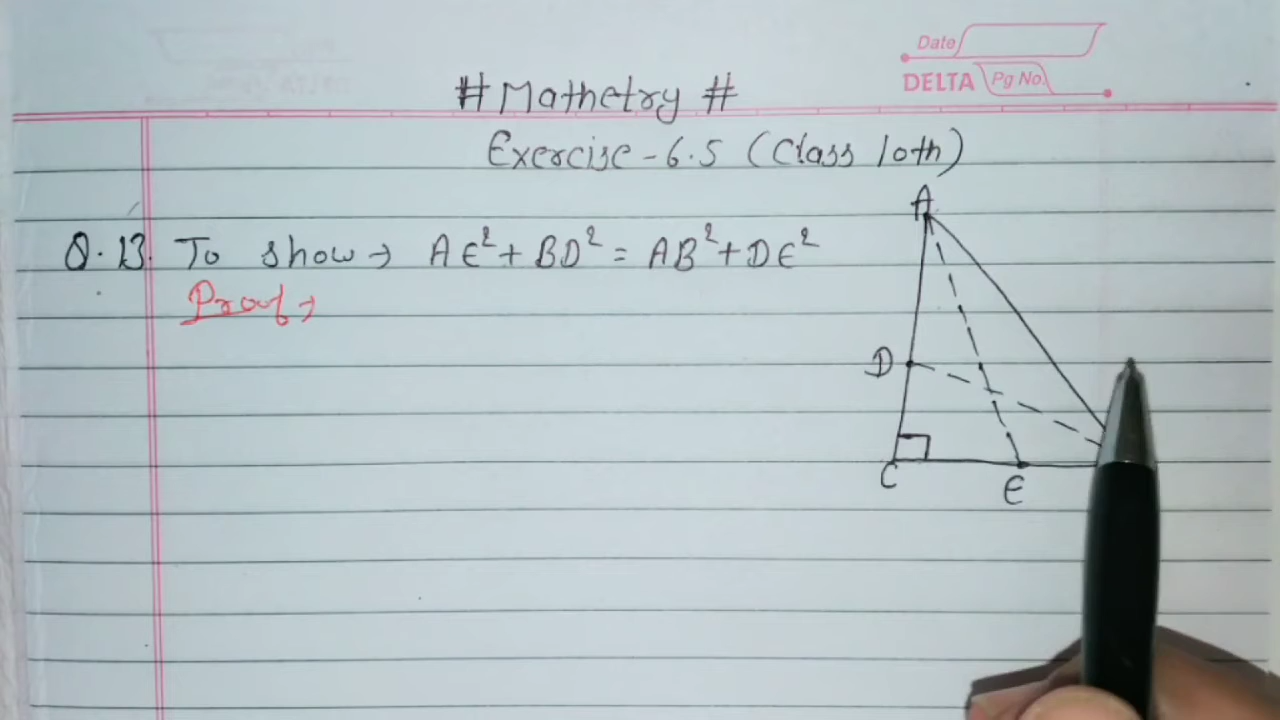 Date
DELTA Pg No.
# Mathetry #
Exercise - 6.5 (Class 10th)
A
Q. 13. To show → AE² + BD² = AB² + DE²
Proof →
D
C
E